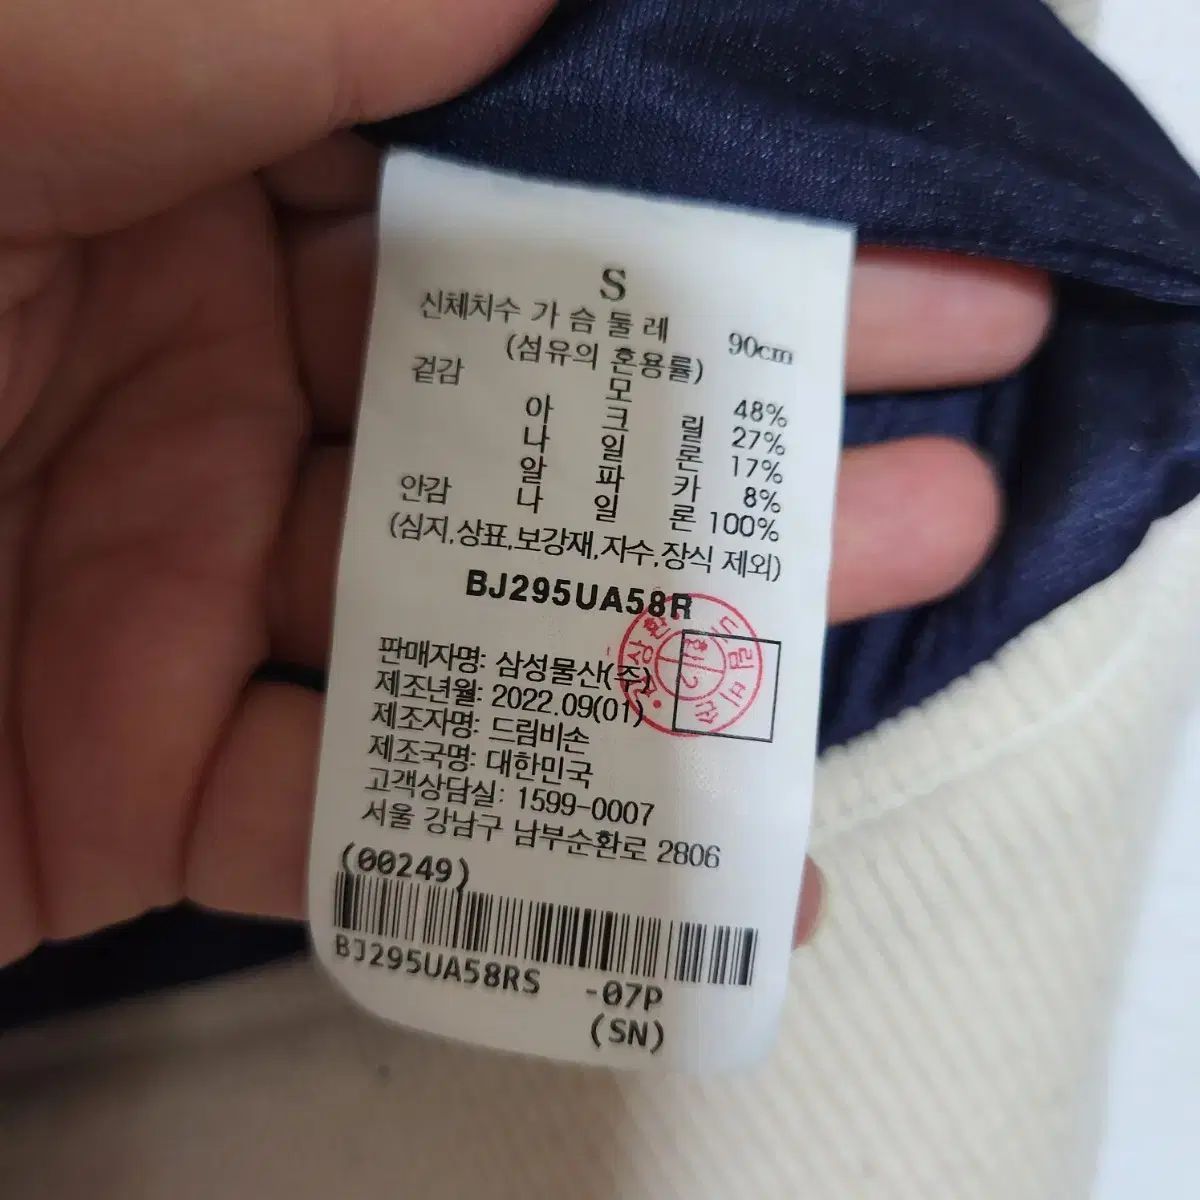 S
신체치수 가 슴 둘 레 90cm
(섬유의 혼용률)
겉감 모 48%
아 크 릴 27%
나 일 론 17%
알 파 카 8%
안감 나 일 론 100%
(심지,상표,보강재,자수,장식 제외)
BJ295UA58R
판매자명: 삼성물산(주)
제조년월: 2022.09(01)
제조자명: 드림비손
제조국명: 대한민국
고객상담실: 1599-0007
서울 강남구 남부순환로 2806
(00249)
BJ295UA58RS -07P
(SN)